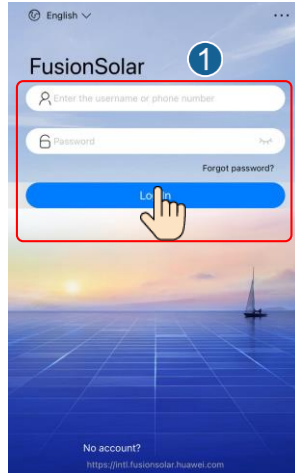 English
FusionSolar
1
Enter the username or phone number
Password
Forgot password?
Log In
No account?
https://intl.fusionsolar.huawei.com